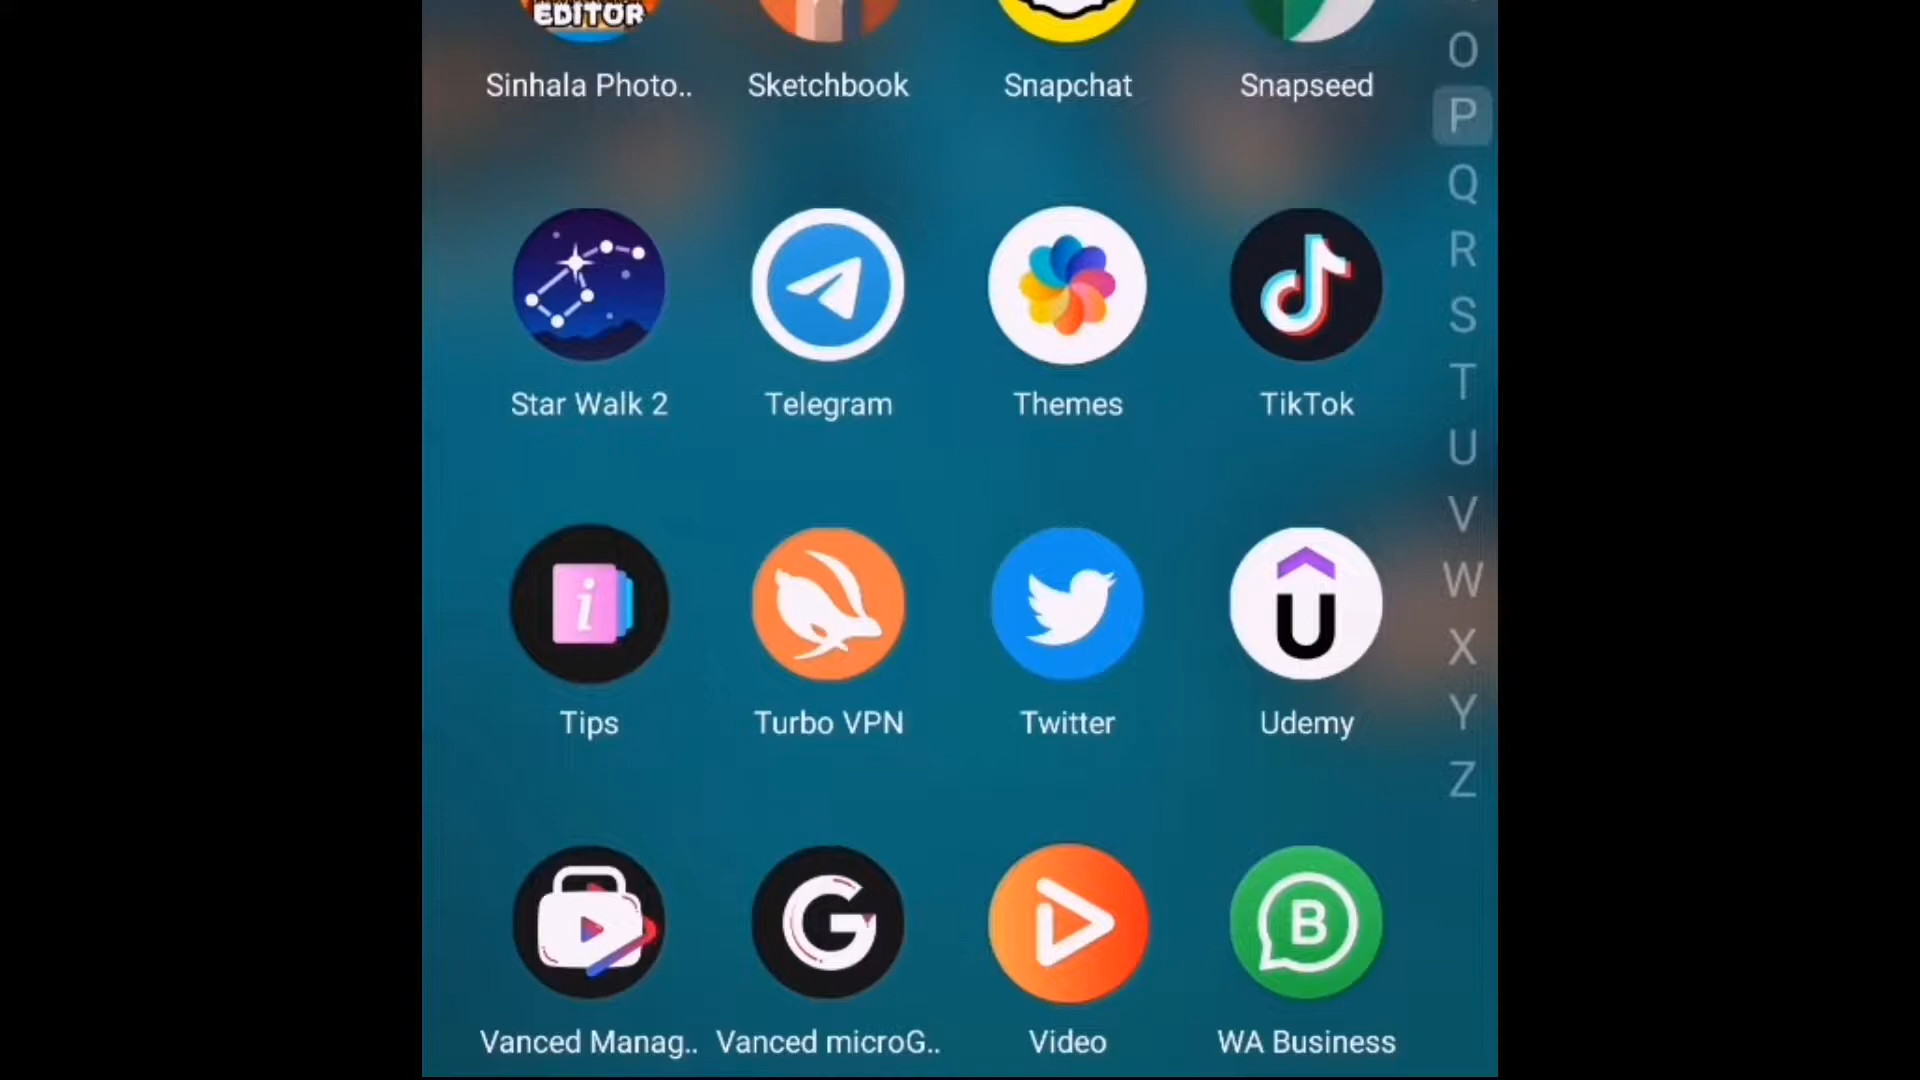 EDITOR
Sinhala Photo.. Sketchbook Snapchat Snapseed
Star Walk 2 Telegram Themes TikTok
i
U
Tips Turbo VPN Twitter Udemy
G
B
Vanced Manag.. Vanced microG.. Video WA Business
O
P
Q
R
S
T
U
V
W
X
Y
Z